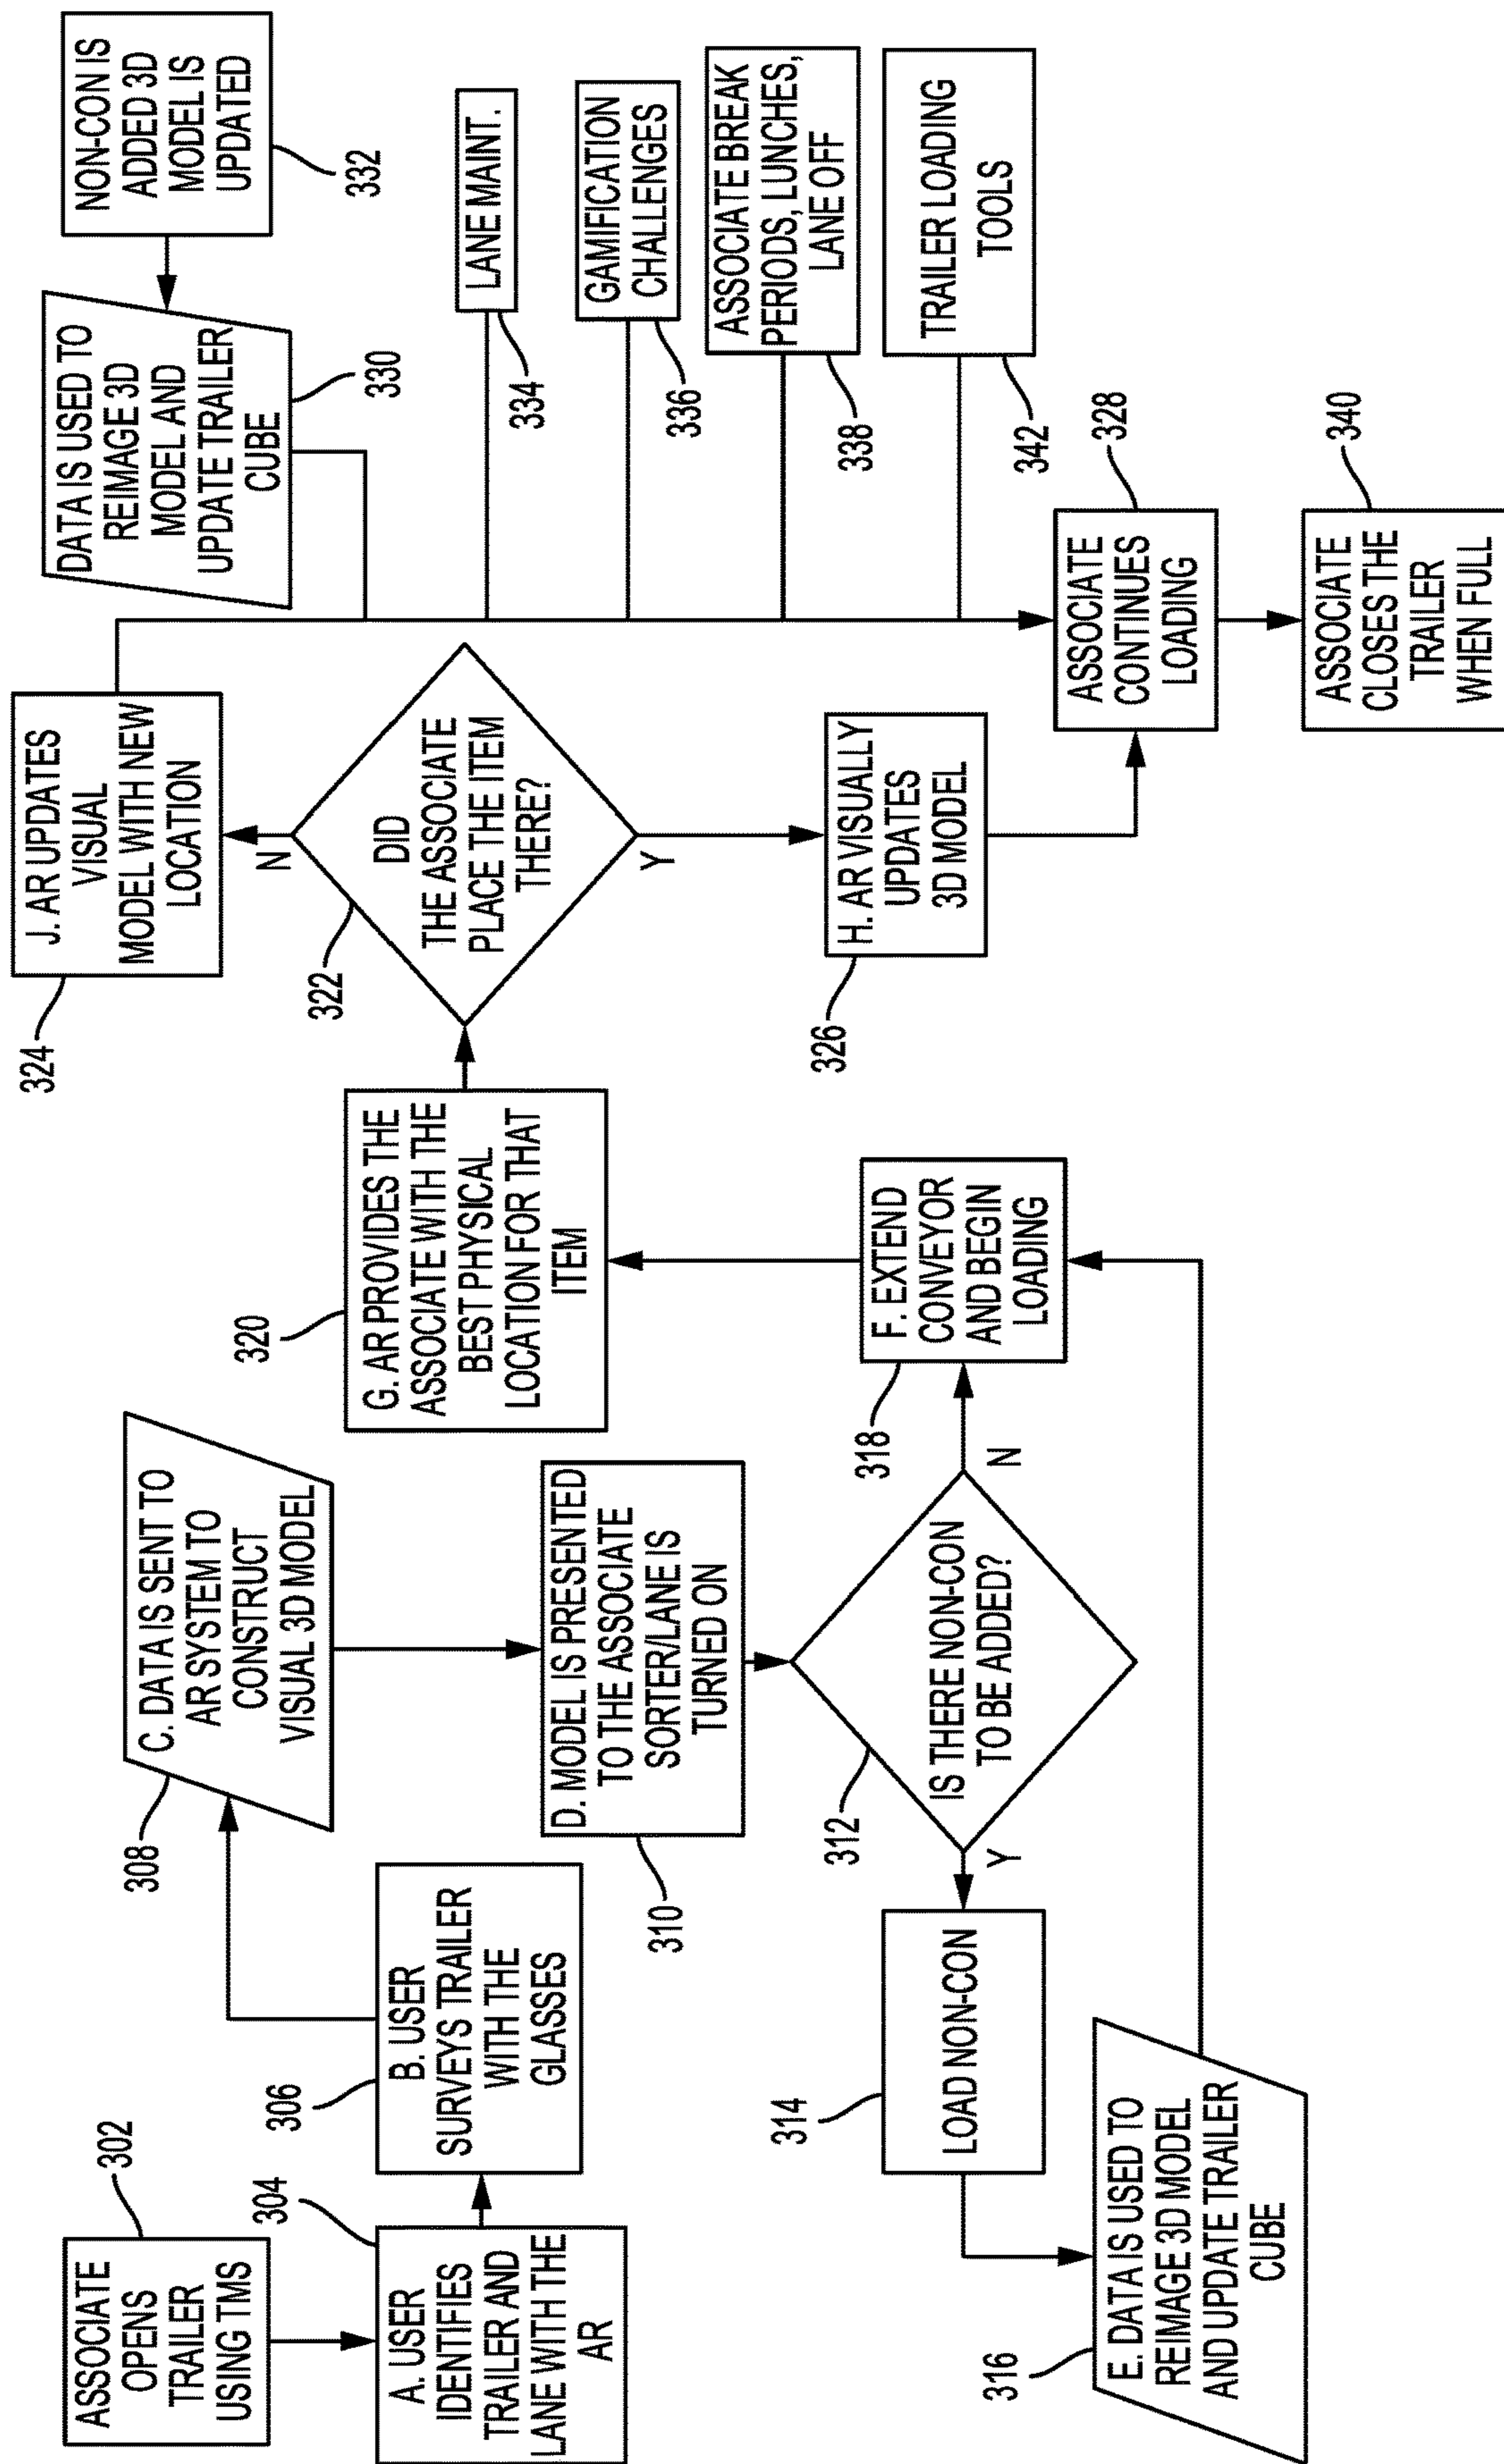 302
ASSOCIATE
OPENS
TRAILER
USING TMS
304
A. USER
IDENTIFIES
TRAILER AND
LANE WITH THE
AR
306
B. USER
SURVEYS TRAILER
WITH THE
GLASSES
308
C. DATA IS SENT TO
AR SYSTEM TO
CONSTRUCT
VISUAL 3D MODEL
310
D. MODEL IS PRESENTED
TO THE ASSOCIATE
SORTER/LANE IS
TURNED ON
312
IS THERE NON-CON
TO BE ADDED?
Y
N
314
LOAD NON-CON
316
E. DATA IS USED TO
REIMAGE 3D MODEL
AND UPDATE TRAILER
CUBE
318
F. EXTEND
CONVEYOR
AND BEGIN
LOADING
320
G. AR PROVIDES THE
ASSOCIATE WITH THE
BEST PHYSICAL
LOCATION FOR THAT
ITEM
322
DID
THE ASSOCIATE
PLACE THE ITEM
THERE?
N
Y
324
J. AR UPDATES
VISUAL
MODEL WITH NEW
LOCATION
326
H. AR VISUALLY
UPDATES
3D MODEL
DATA IS USED TO
REIMAGE 3D
MODEL AND
UPDATE TRAILER
CUBE
330
NON-CON IS
ADDED 3D
MODEL IS
UPDATED
332
LANE MAINT.
334
GAMIFICATION
CHALLENGES
336
ASSOCIATE BREAK
PERIODS, LUNCHES,
LANE OFF
338
TRAILER LOADING
TOOLS
342
ASSOCIATE
CONTINUES
LOADING
328
ASSOCIATE
CLOSES THE
TRAILER
WHEN FULL
340